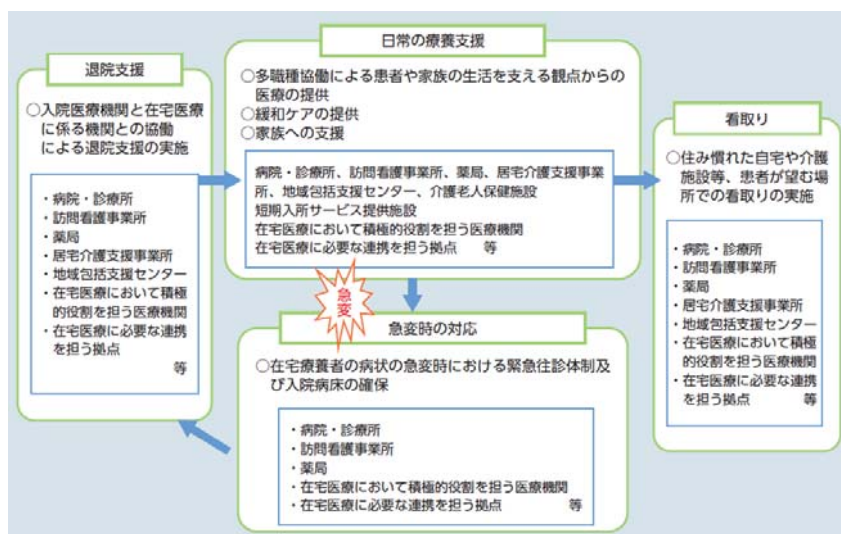 退院支援
○入院医療機関と在宅医療
に係る機関との協働
による退院支援の実施
・病院・診療所
・訪問看護事業所
・薬局
・居宅介護支援事業所
・地域包括支援センター
・在宅医療において積極
的役割を担う医療機関
・在宅医療に必要な連携
を担う拠点
等
日常の療養支援
○多職種協働による患者や家族の生活を支える観点からの
医療の提供
○緩和ケアの提供
○家族への支援
病院・診療所、訪問看護事業所、薬局、居宅介護支援事業
所、地域包括支援センター、介護老人保健施設
短期入所サービス提供施設
在宅医療において積極的役割を担う医療機関
在宅医療に必要な連携を担う拠点 等
急変
急変時の対応
○在宅療養者の病状の急変時における緊急往診体制及
び入院病床の確保
・病院・診療所
・訪問看護事業所
・薬局
・在宅医療において積極的役割を担う医療機関
・在宅医療に必要な連携を担う拠点 等
看取り
○住み慣れた自宅や介護
施設等、患者が望む場
所での看取りの実施
・病院・診療所
・訪問看護事業所
・薬局
・居宅介護支援事業所
・地域包括支援センター
・在宅医療において積極
的役割を担う医療機関
・在宅医療に必要な連携
を担う拠点 等